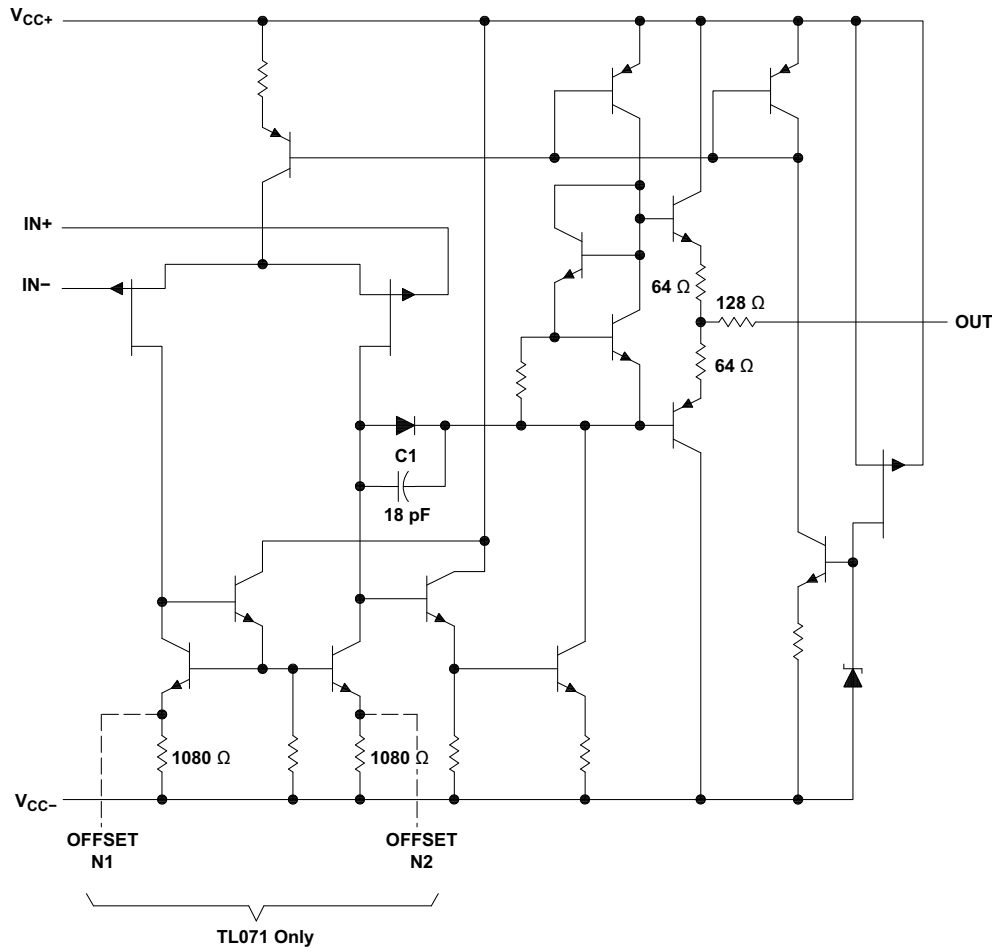 VCC+
IN+
IN−
64 Ω
128 Ω
OUT
64 Ω
C1
18 pF
1080 Ω
1080 Ω
VCC−
OFFSET
N1
OFFSET
N2
TL071 Only